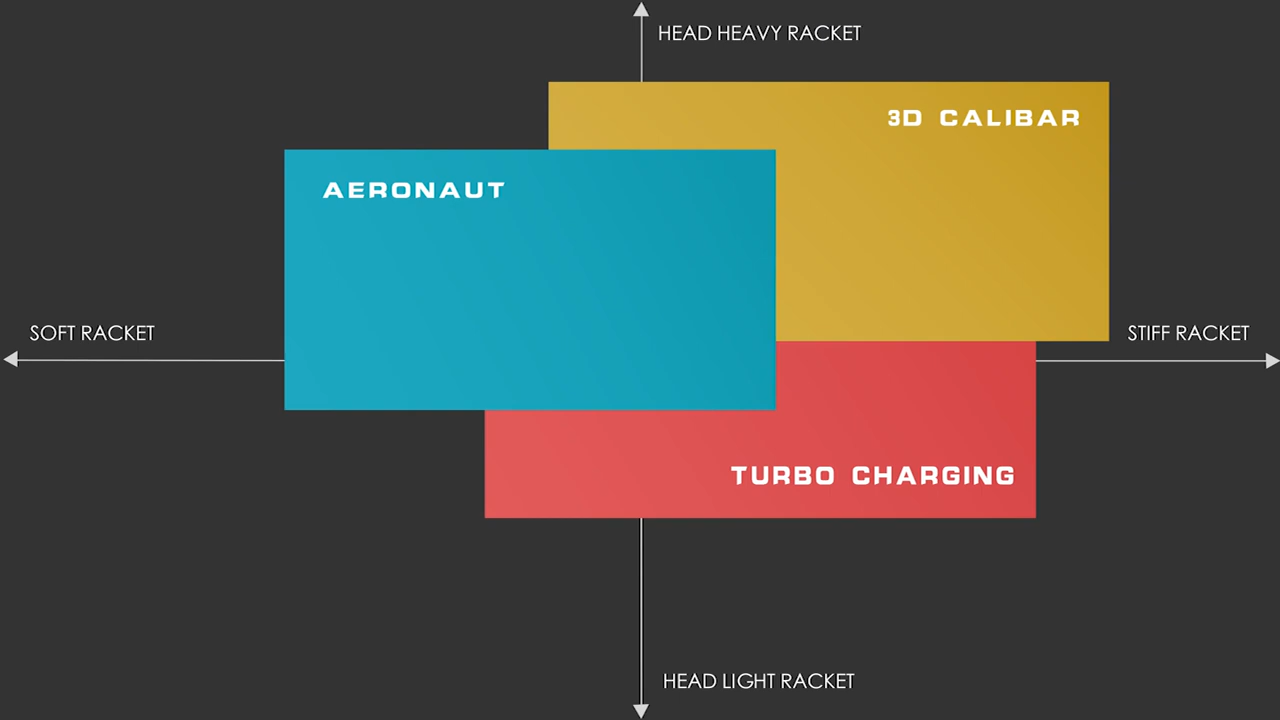 HEAD HEAVY RACKET
3D CALIBAR
AERONAUT
SOFT RACKET
STIFF RACKET
TURBO CHARGING
HEAD LIGHT RACKET